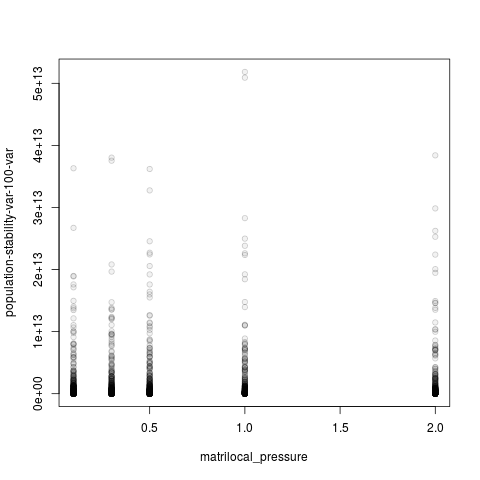 5e+13
4e+13
3e+13
2e+13
1e+13
0e+00
population-stability-var-100-var
0.5
1.0
1.5
2.0
matrilocal_pressure